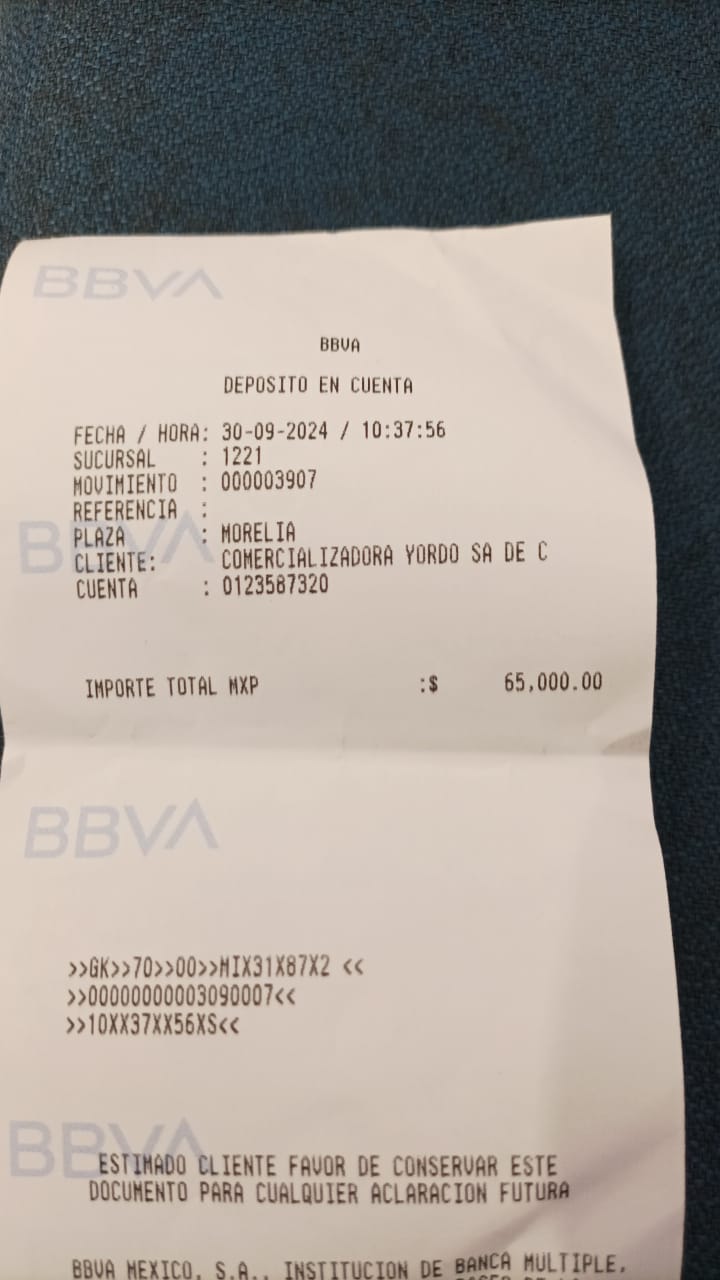 BBVA
BBVA
DEPOSITO EN CUENTA
FECHA / HORA: 30-09-2024 / 10:37:56
SUCURSAL : 1221
MOVIMIENTO : 000003907
REFERENCIA :
BBVA
PLAZA : MORELIA
CLIENTE: COMERCIALIZADORA YORDO SA DE C
CUENTA : 0123587320
IMPORTE TOTAL MXP :$ 65,000.00
BBVA
>>GK>>70>>00>>MIX31X87X2 <<
>>00000000003090007<<
>>10XX37XX56XS<<
BBVA
ESTIMADO CLIENTE FAVOR DE CONSERVAR ESTE
DOCUMENTO PARA CUALQUIER ACLARACION FUTURA
BBVA MEXICO, S.A., INSTITUCION DE BANCA MULTIPLE,